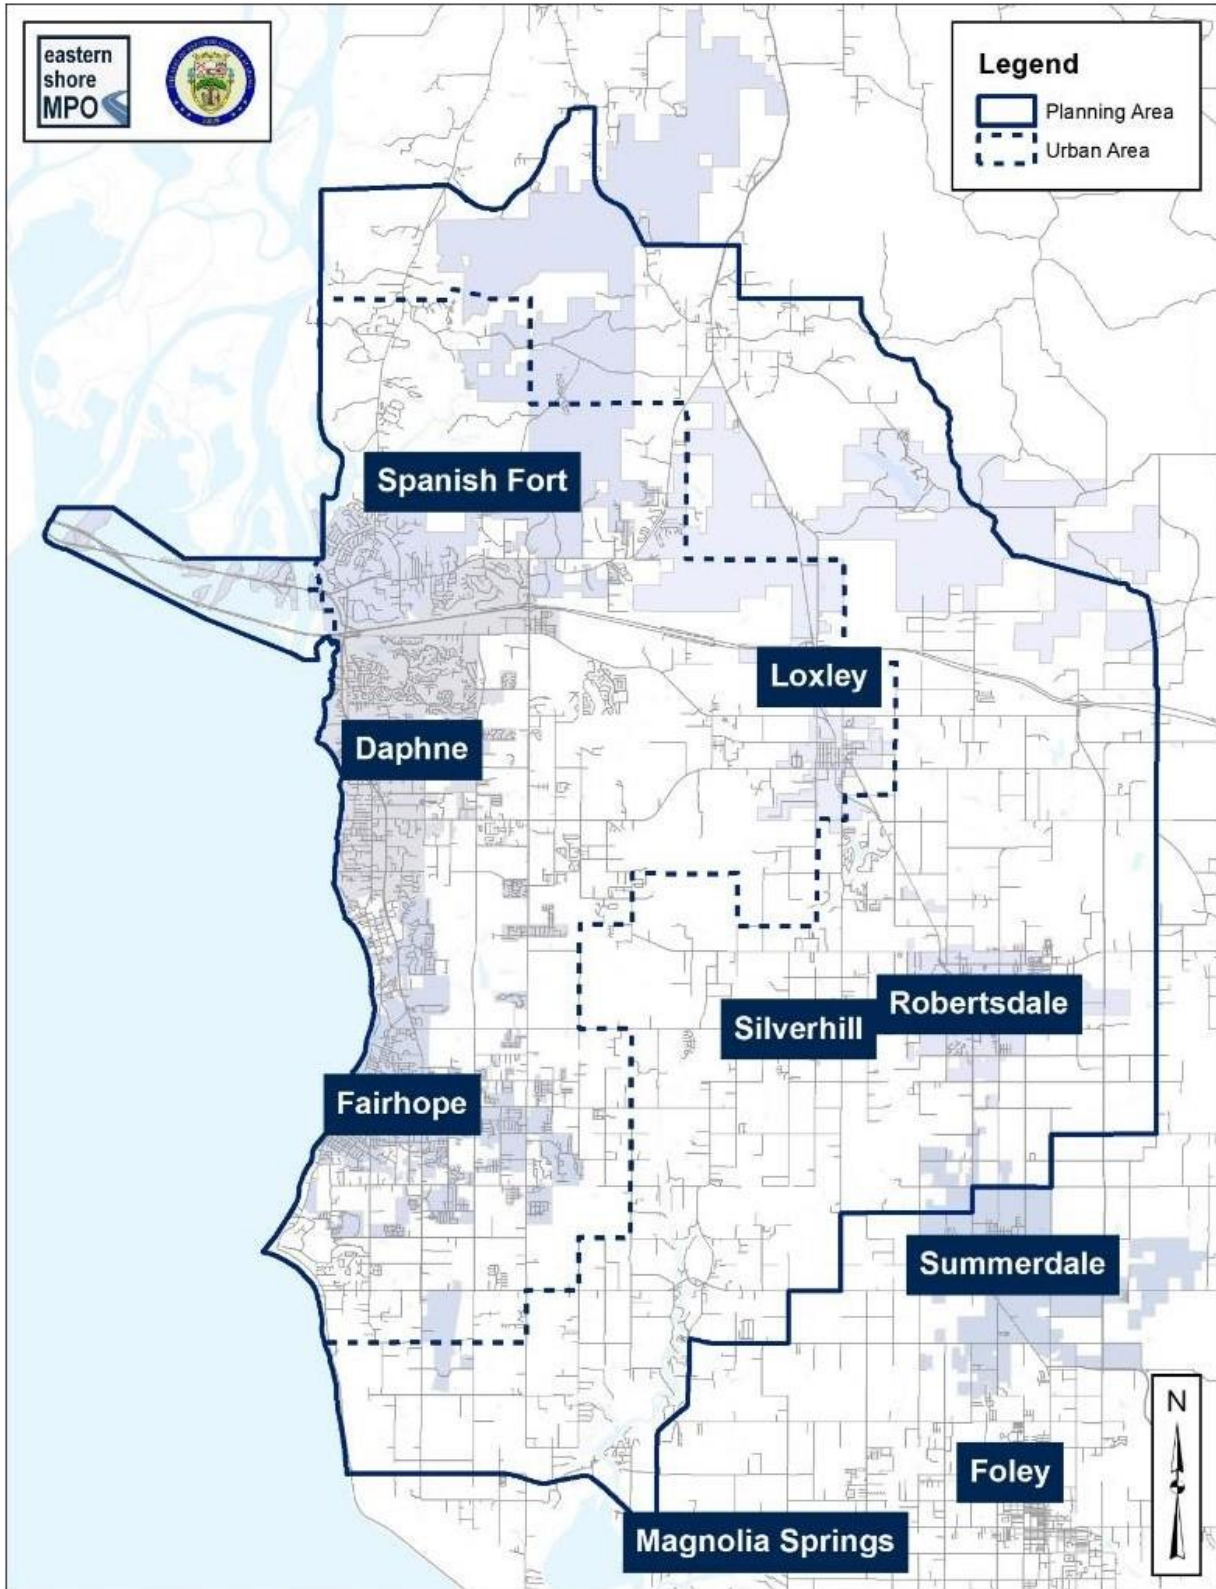 eastern
shore
MPO
Legend
Planning Area
Urban Area
Spanish Fort
Loxley
Daphne
Robertsdale
Silverhill
Fairhope
Summerdale
N
Foley
Magnolia Springs